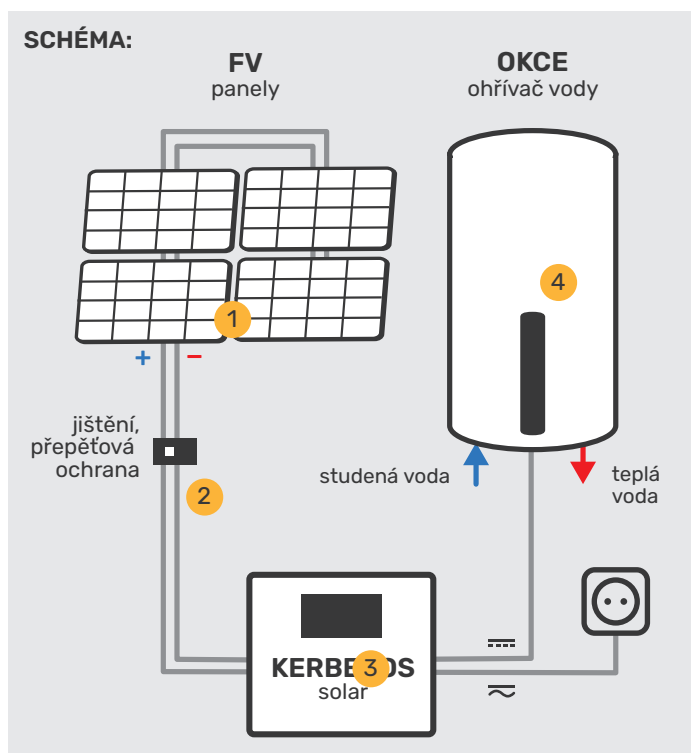 SCHÉMA:
FV
panely
OKCE
ohřívač vody
4
1
+ −
jištění,
přepěťová
ochrana
2
studená voda
teplá
voda
KERBE 3 OS
solar